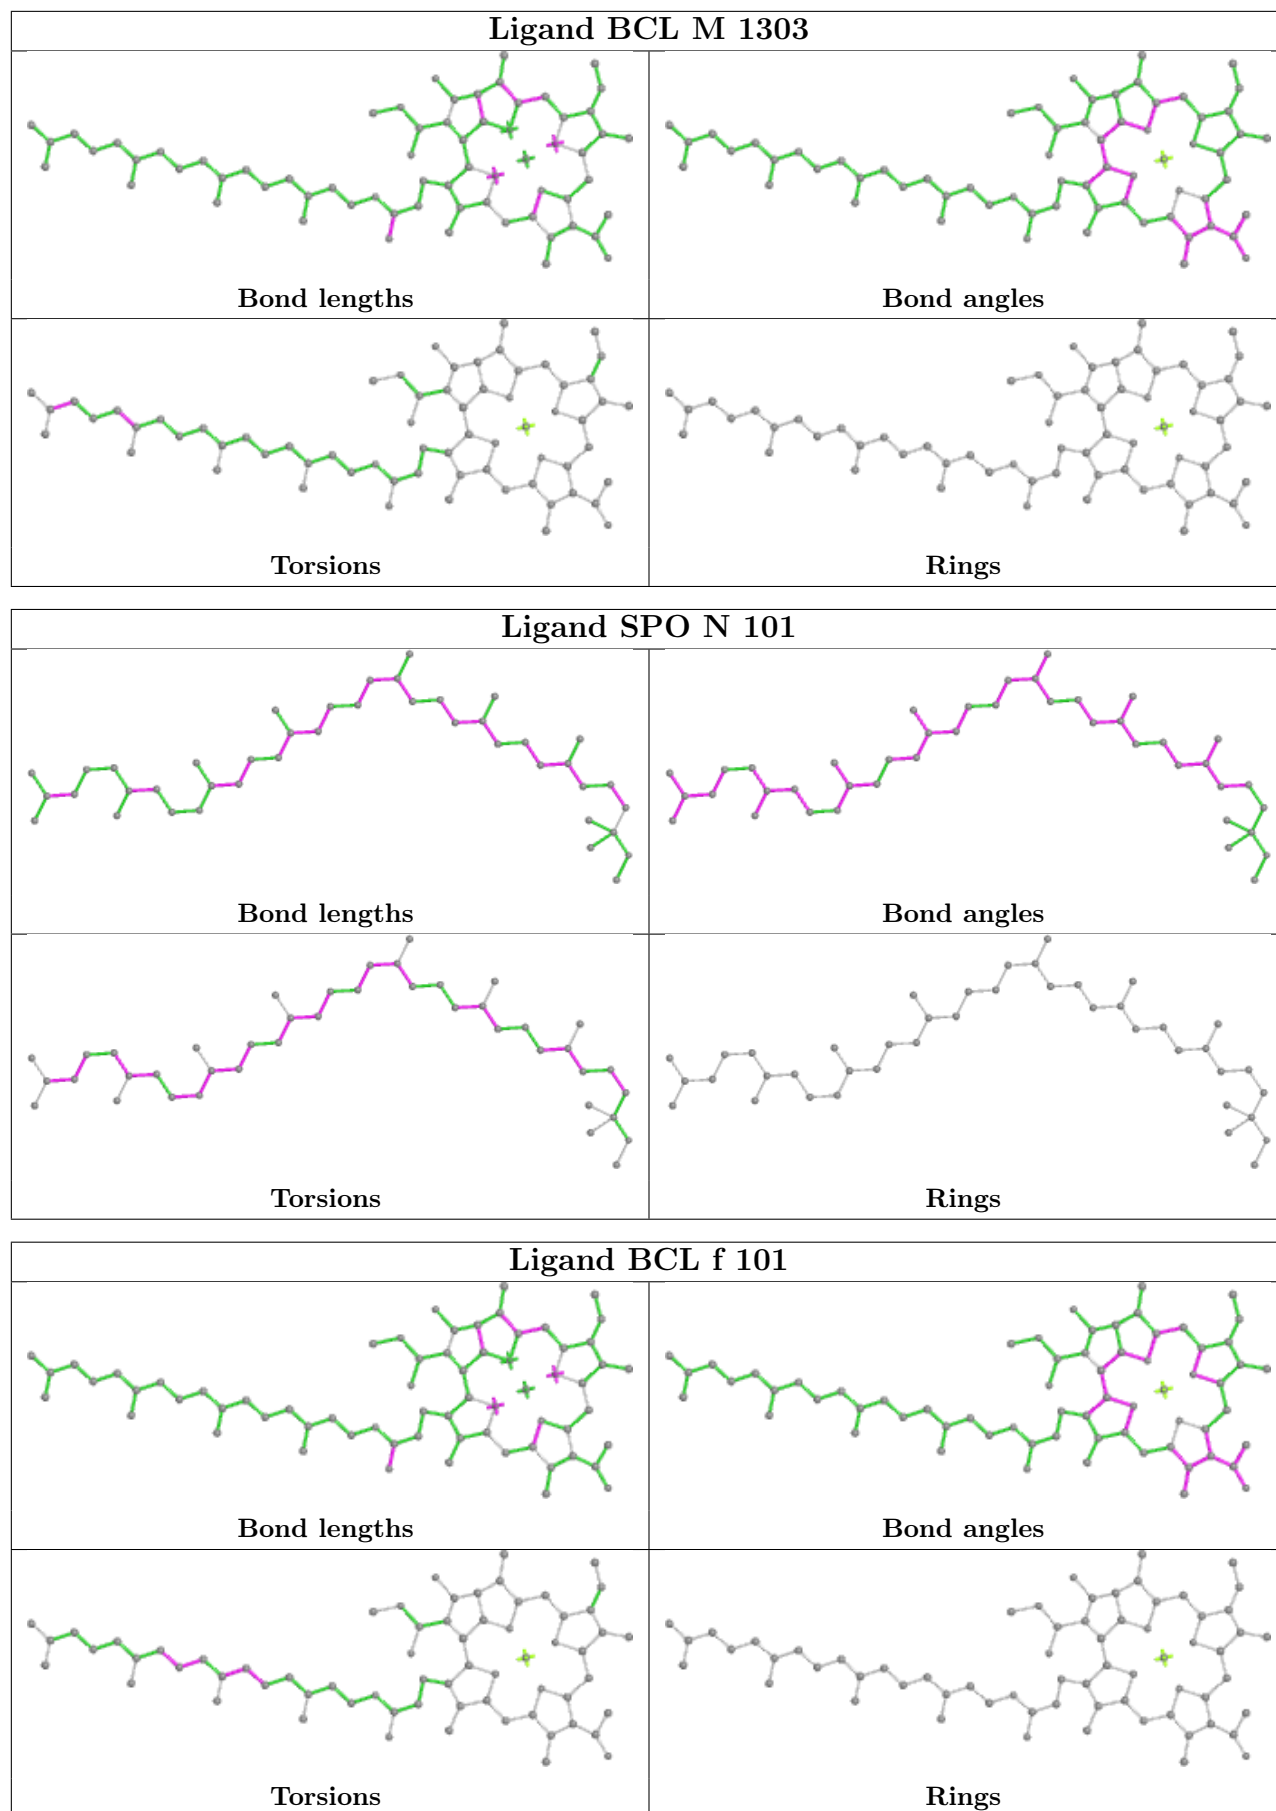 Ligand BCL M 1303
Bond lengths
Bond angles
Torsions
Rings
Ligand SPO N 101
Bond lengths
Bond angles
Torsions
Rings
Ligand BCL f 101
Bond lengths
Bond angles
Torsions
Rings